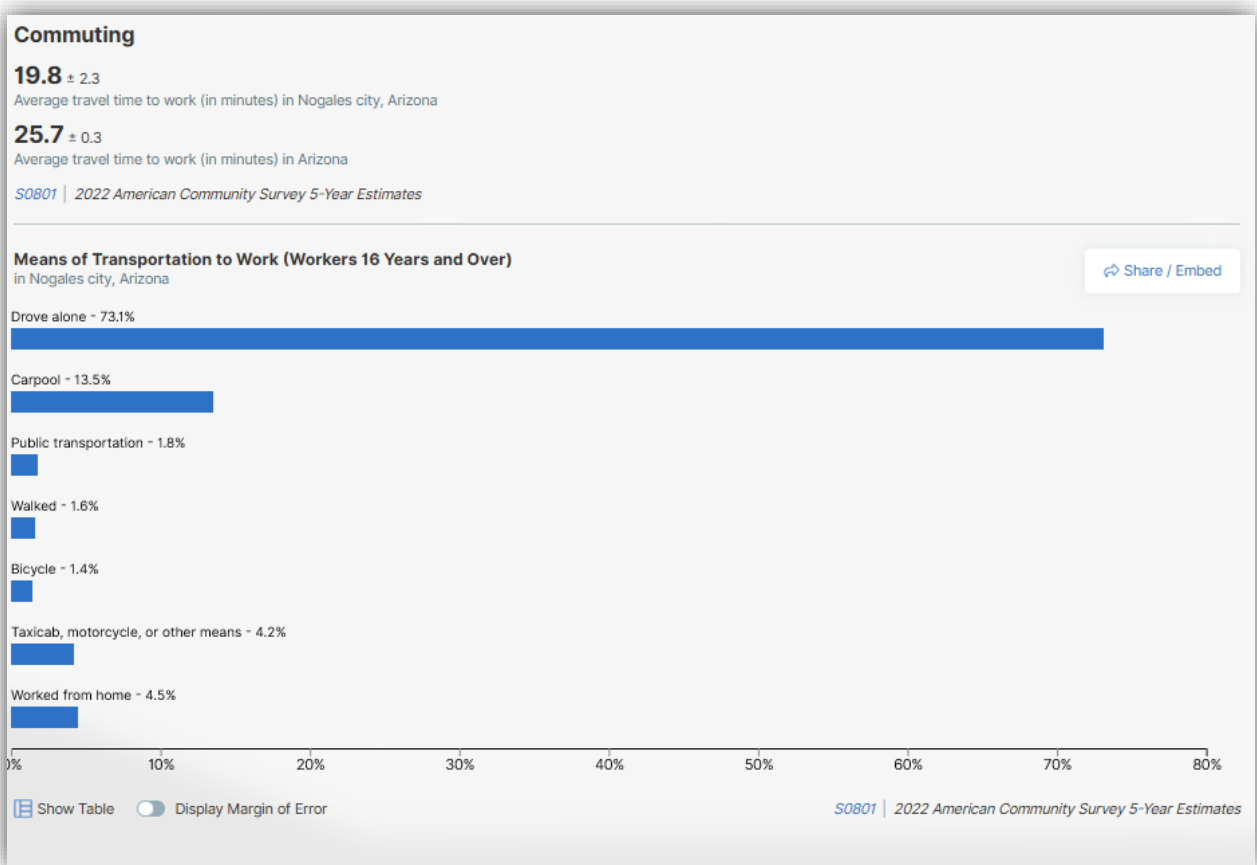 Commuting
19.8 ± 2.3
Average travel time to work (in minutes) in Nogales city, Arizona
25.7 ± 0.3
Average travel time to work (in minutes) in Arizona
S0801 | 2022 American Community Survey 5-Year Estimates
Means of Transportation to Work (Workers 16 Years and Over)
in Nogales city, Arizona
Share / Embed
Drove alone - 73.1%
Carpool - 13.5%
Public transportation - 1.8%
Walked - 1.6%
Bicycle - 1.4%
Taxicab, motorcycle, or other means - 4.2%
Worked from home - 4.5%
0% 10% 20% 30% 40% 50% 60% 70% 80%
Show Table Display Margin of Error S0801 | 2022 American Community Survey 5-Year Estimates